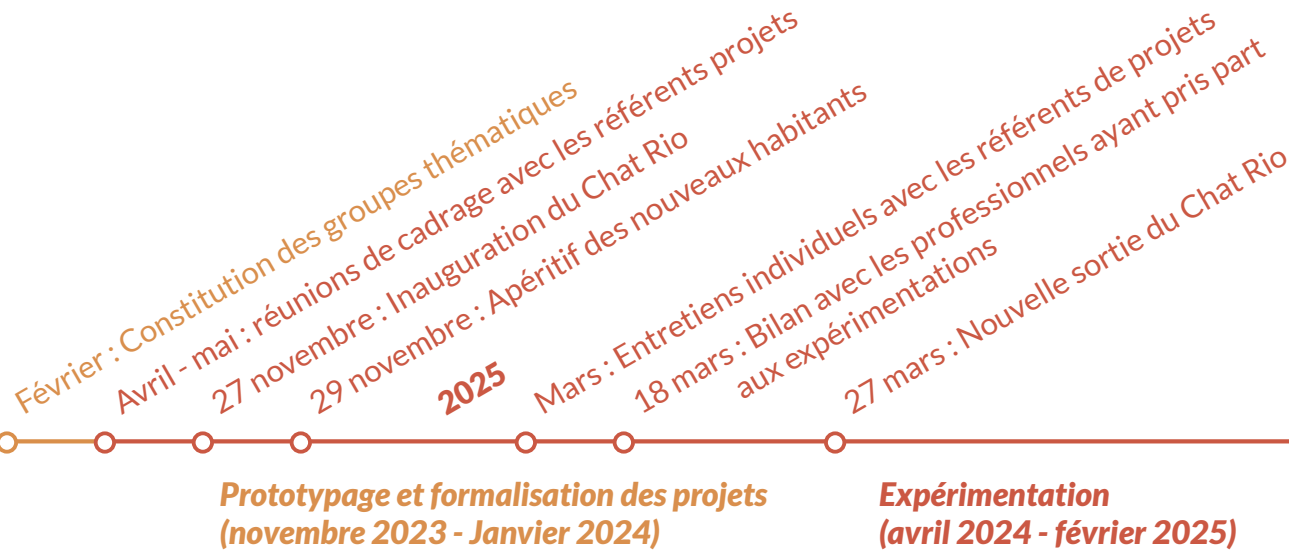 Février : Constitution des groupes thématiques
Avril - mai : réunions de cadrage avec les référents projets
27 novembre : Inauguration du Chat Rio
29 novembre : Apéritif des nouveaux habitants
2025
Mars : Entretiens individuels avec les référents de projets
18 mars : Bilan avec les professionnels ayant pris part
aux expérimentations
27 mars : Nouvelle sortie du Chat Rio
Prototypage et formalisation des projets
(novembre 2023 - Janvier 2024)
Expérimentation
(avril 2024 - février 2025)